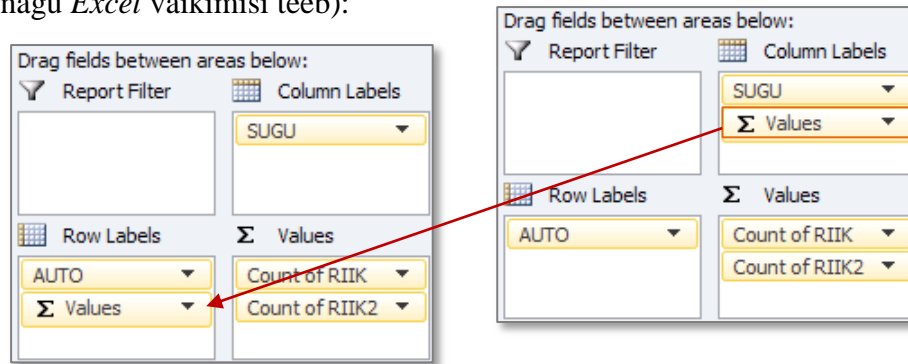 nagu Excel vaikimisi teeb):
Drag fields between areas below:
Report Filter
Column Labels
SUGU
Row Labels
Σ Values
AUTO
Count of RIIK
Σ Values
Count of RIIK2
Drag fields between areas below:
Report Filter
Column Labels
SUGU
Σ Values
Row Labels
Σ Values
AUTO
Count of RIIK
Count of RIIK2